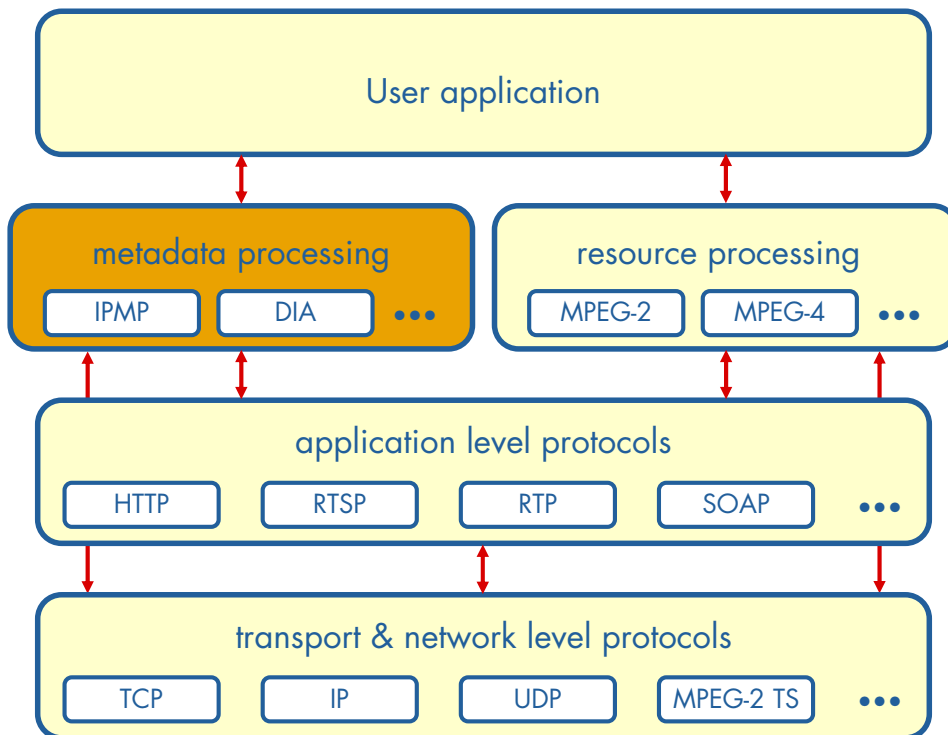 User application
metadada processing
IPMP
DIA
•••
resource processing
MPEG-2
MPEG-4
•••
application level protocols
HTTP
RTSP
RTP
SOAP
•••
transport & network level protocols
TCP
IP
UDP
MPEG-2 TS
•••